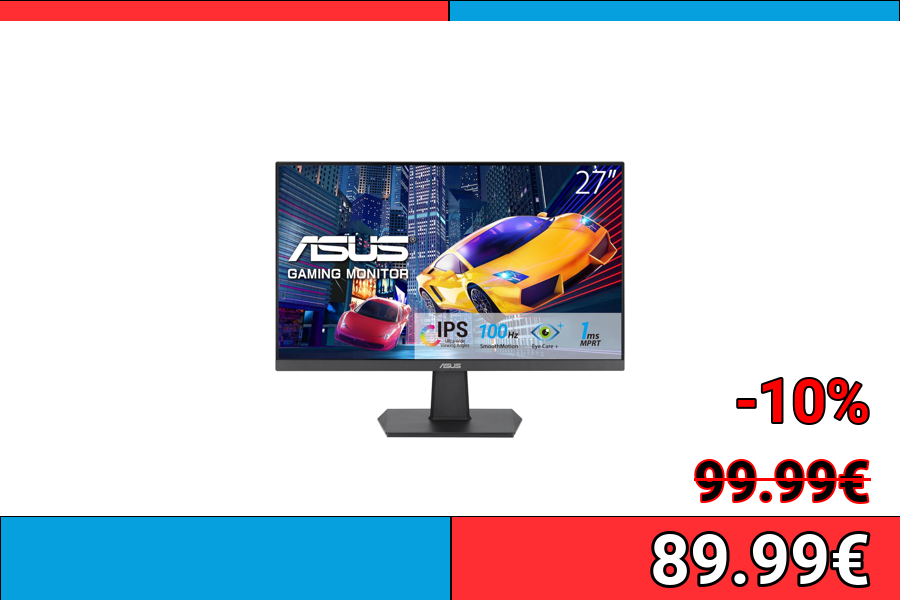 27"
ASUS
GAMING MONITOR
IPS
100Hz
SmoothMotion
Eye Care +
1ms
MPRT
ASUS
-10%
99.99€
89.99€